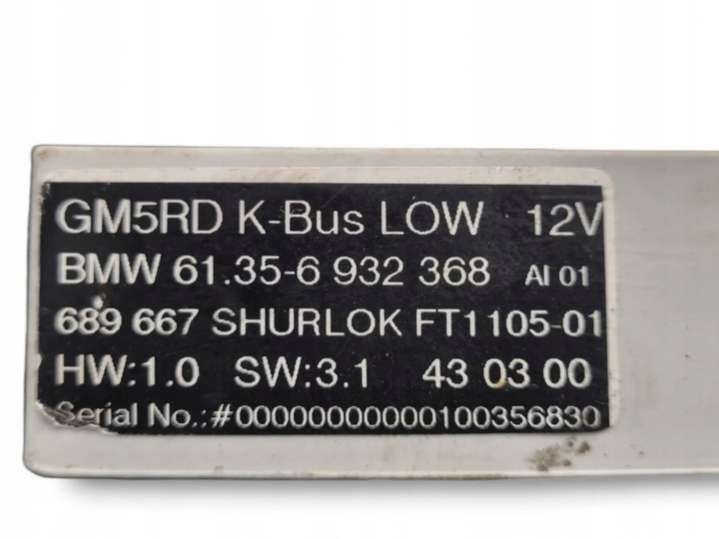 GM5RD K-Bus LOW 12V
BMW 61.35-6 932 368 AI 01
689 667 SHURLOK FT1105-01
HW:1.0 SW:3.1 43 03 00
Serial No.:#00000000000100356830